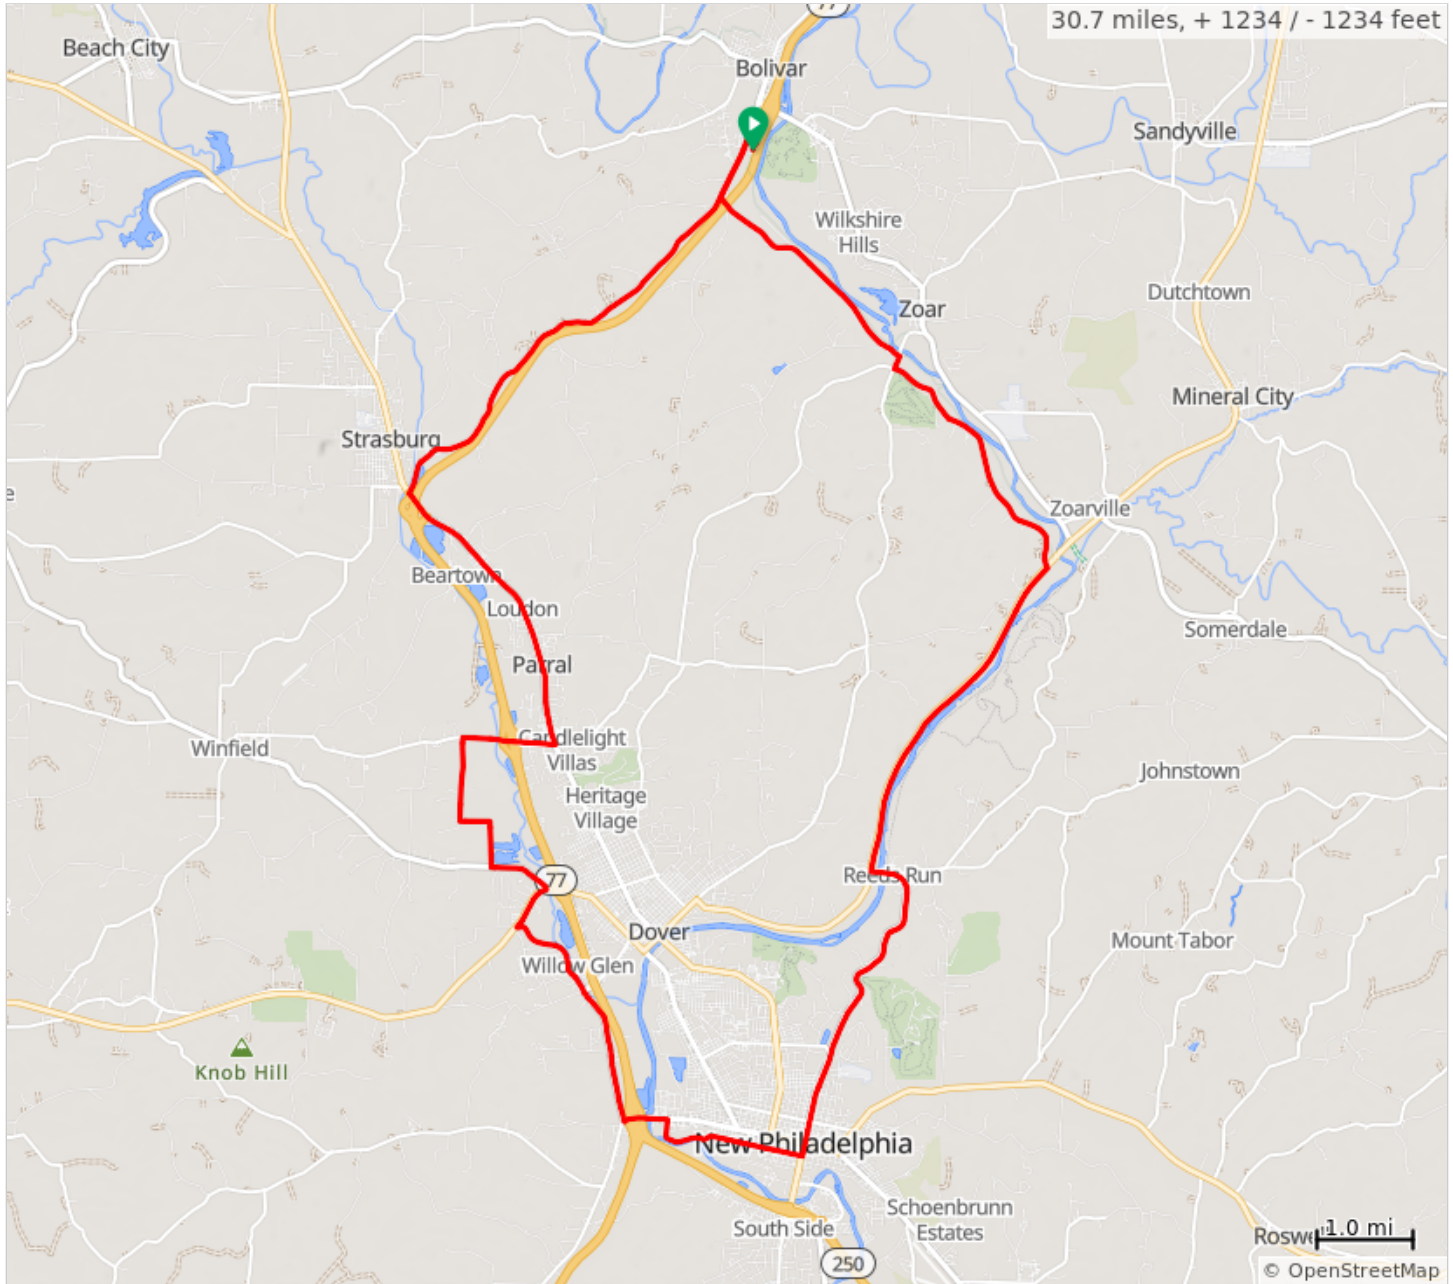 77
30.7 miles, + 1234 / - 1234 feet
Beach City
Bolivar
Sandyville
Wilkshire
Hills
Dutchtown
Zoar
Mineral City
Strasburg
e
Zoarville
Beartown
Loudon
Somerdale
Parral
Candlelight
Villas
Winfield
Johnstown
Heritage
Village
77
Reeds Run
Dover
Mount Tabor
Willow Glen
Knob Hill
New Philadelphia
Schoenbrunn
Estates
South Side
1.0 mi
250
© OpenStreetMap